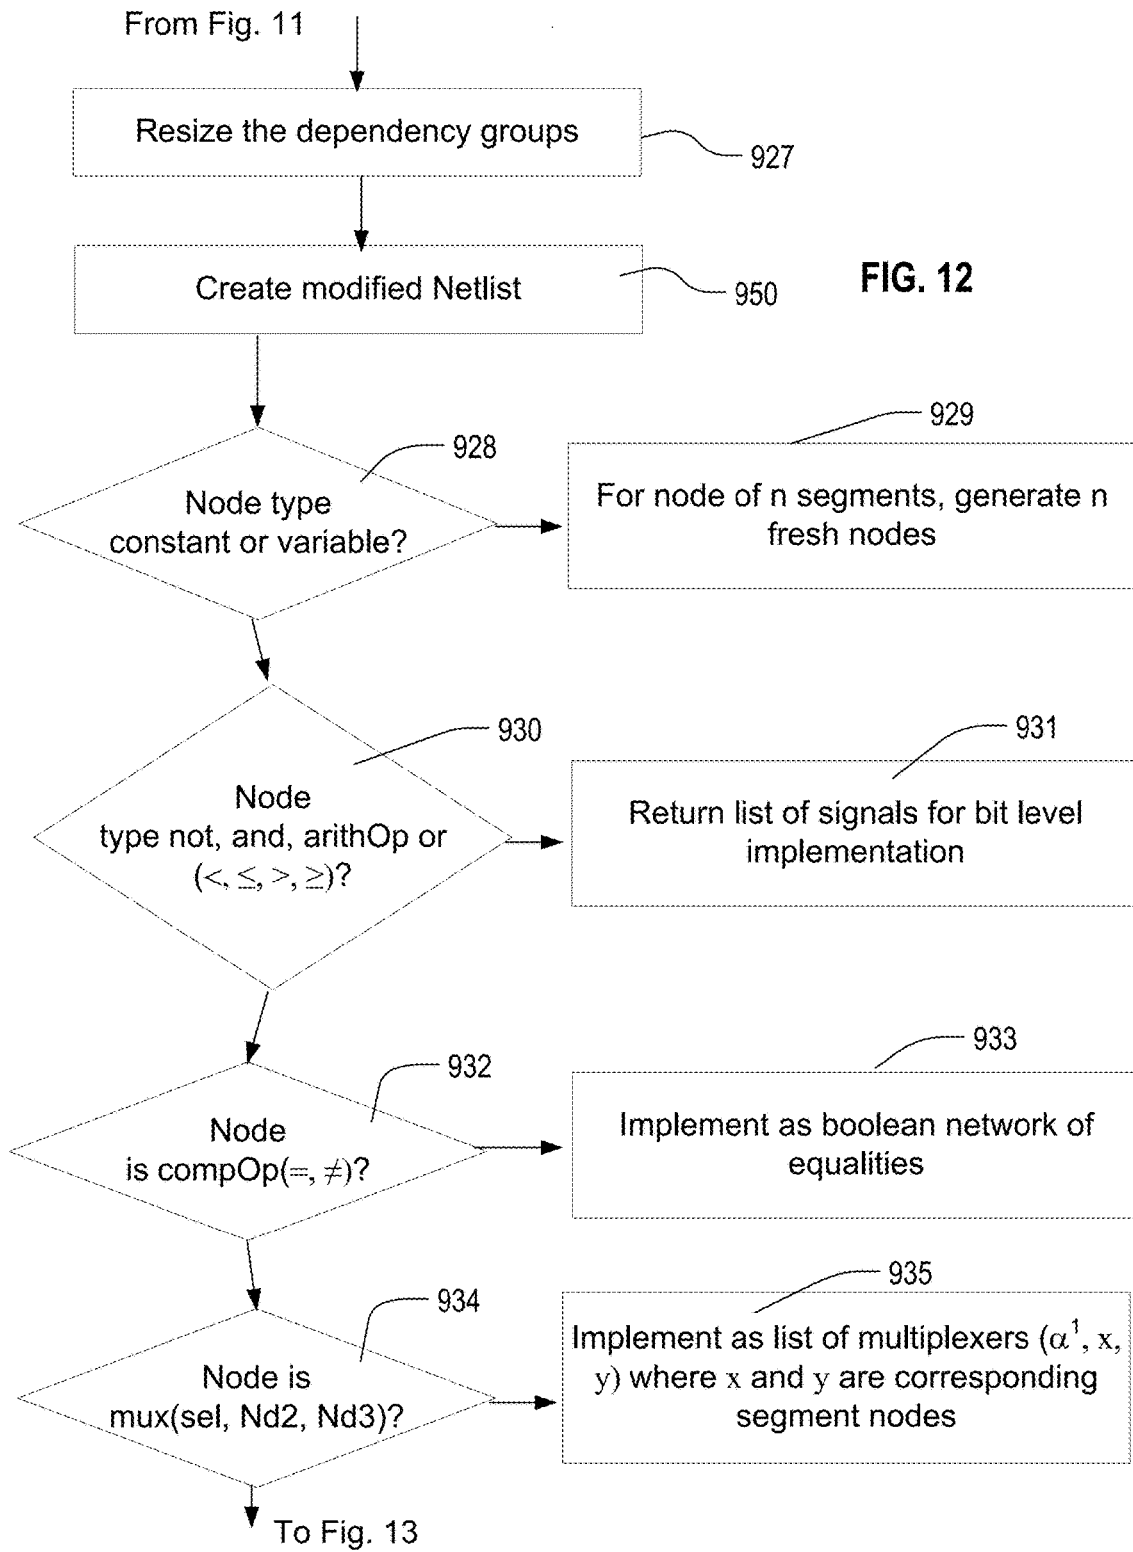 From Fig. 11
Resize the dependency groups
927
Create modified Netlist
950
FIG. 12
928
Node type
constant or variable?
929
For node of n segments, generate n
fresh nodes
930
Node
type not, and, arithOp or
(<, ≤, >, ≥)?
931
Return list of signals for bit level
implementation
932
Node
is compOp(=, ≠)?
933
Implement as boolean network of
equalities
934
Node is
mux(sel, Nd2, Nd3)?
935
Implement as list of multiplexers (α¹, x,
y) where x and y are corresponding
segment nodes
To Fig. 13